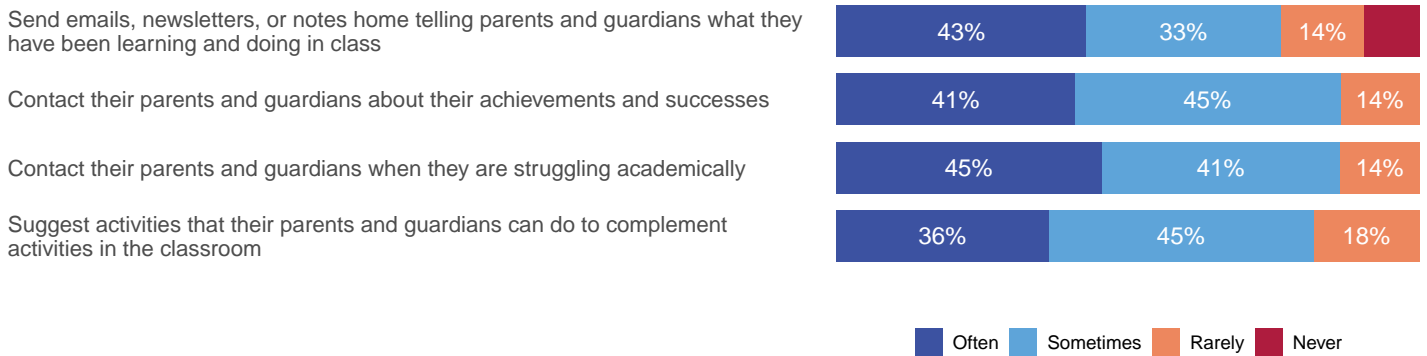 Send emails, newsletters, or notes home telling parents and guardians what they
have been learning and doing in class
43% 33% 14%
Contact their parents and guardians about their achievements and successes
41% 45% 14%
Contact their parents and guardians when they are struggling academically
45% 41% 14%
Suggest activities that their parents and guardians can do to complement
activities in the classroom
36% 45% 18%
Often Sometimes Rarely Never